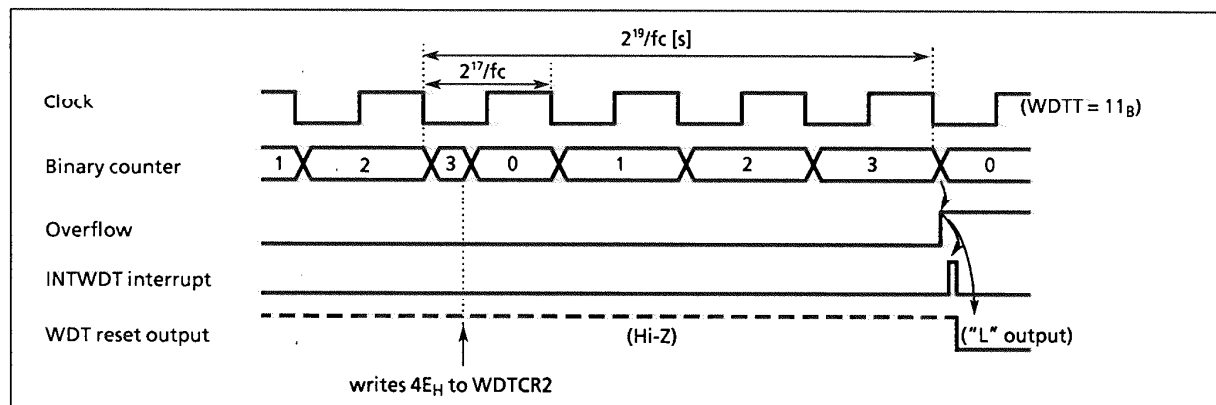 2¹⁹/fc [s]
2¹⁷/fc
Clock
(WDTT = 11B)
Binary counter
1 2 3 0 1 2 3 0
Overflow
INTWDT interrupt
WDT reset output
(Hi-Z)
("L" output)
writes 4EH to WDTCR2